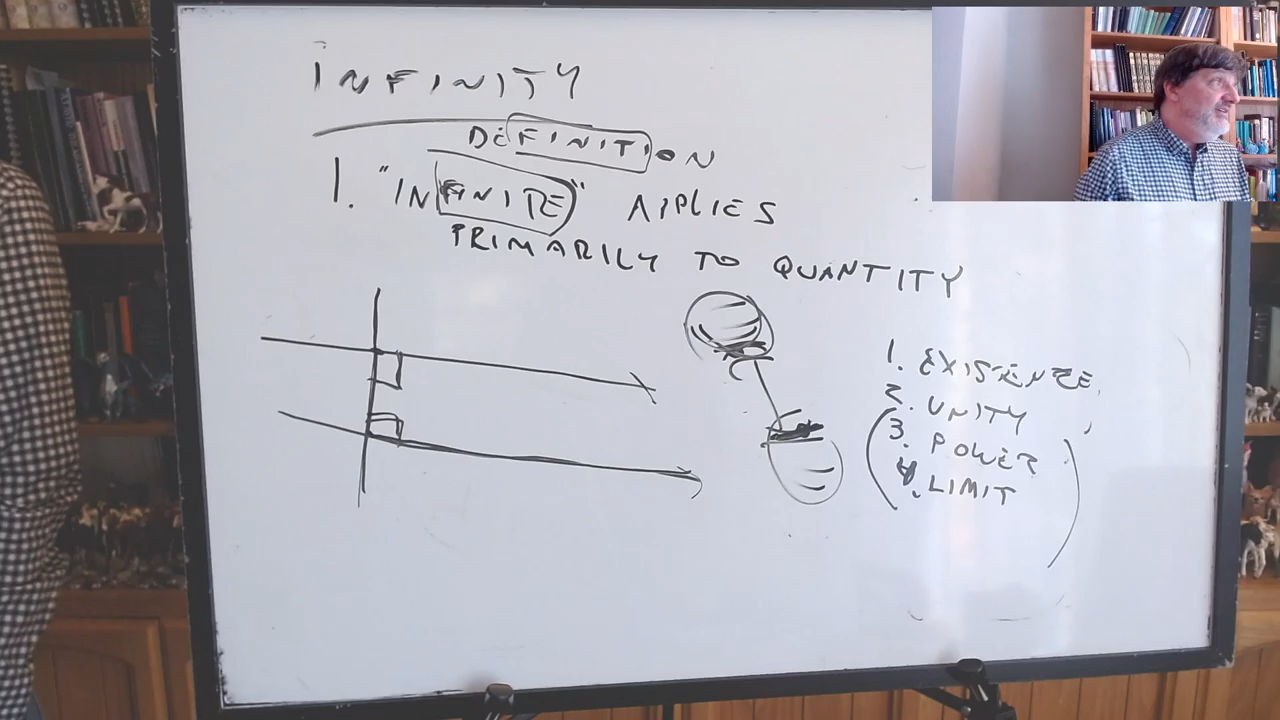 INFINITY
DEFINITION
1. "INFINITE" APPLIES
PRIMARILY TO QUANTITY
1. EXISTENCE
2. UNITY
3. POWER
4. LIMIT